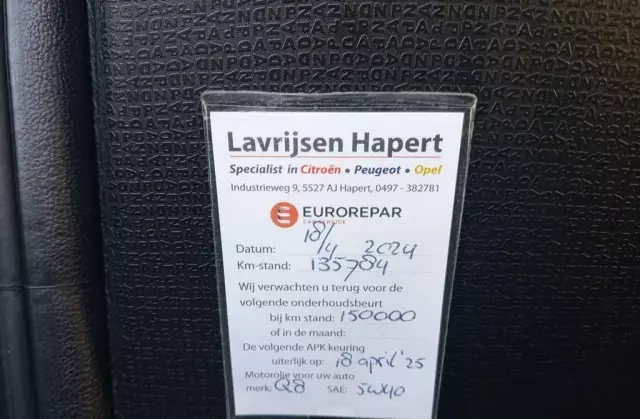 Lavrijsen Hapert
Specialist in Citroën • Peugeot • Opel
Industrieweg 9, 5527 AJ Hapert, 0497 - 382781
EUROREPAR
CAR SERVICE
Datum: 18/4 2024
Km-stand: 135784
Wij verwachten u terug voor de
volgende onderhoudsbeurt
bij km stand: 150000
of in de maand:
De volgende APK keuring
uiterlijk op: 18 april '25
Motorolie voor uw auto
merk: Q8 SAE: 5W40